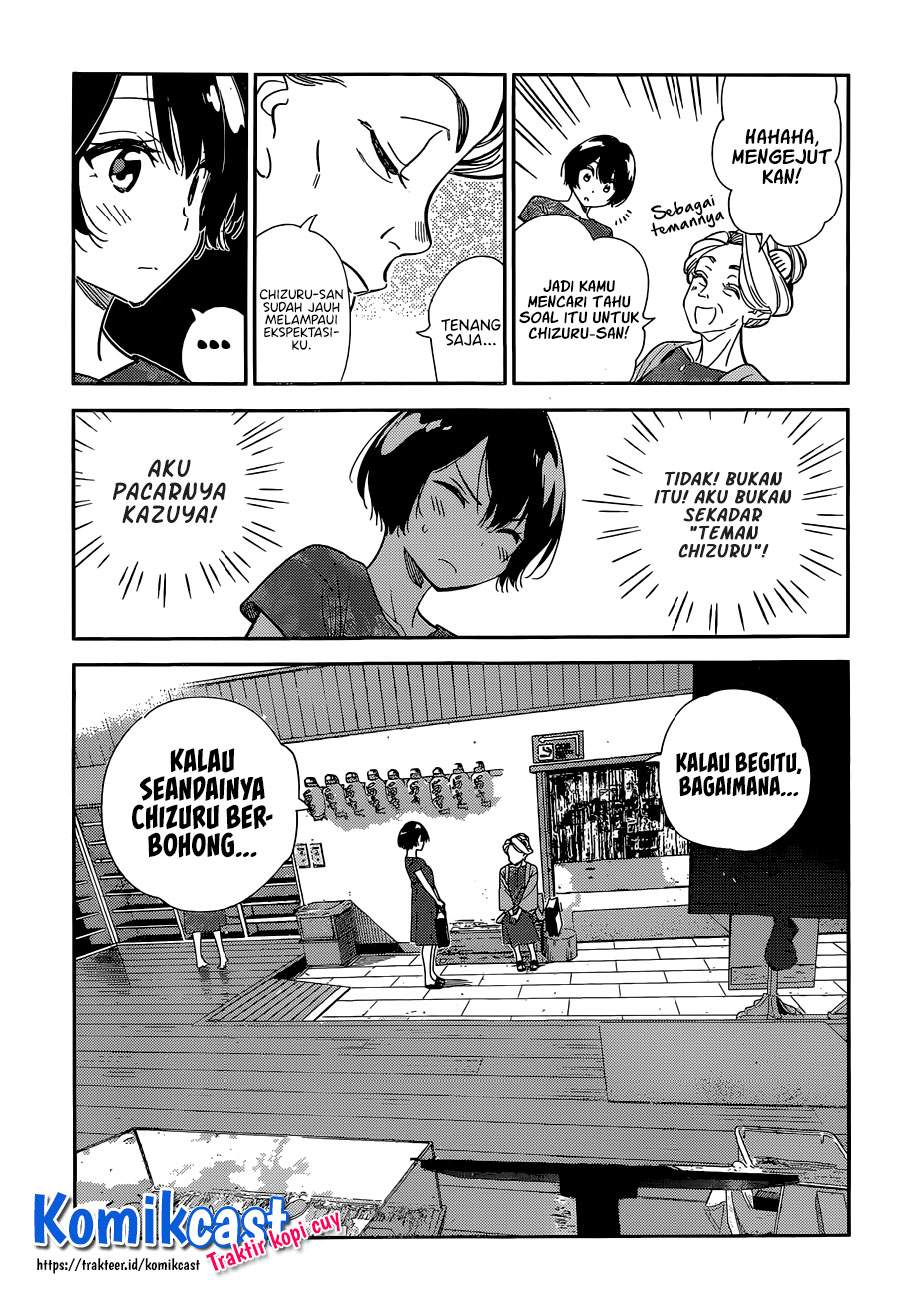 HAHAHA,
MENGEJUT
KAN!
Sebagai
temannya
JADI KAMU
MENCARI TAHU
SOAL ITU UNTUK
CHIZURU-SAN!
TENANG
SAJA...
CHIZURU-SAN
SUDAH JAUH
MELAMPAUI
EKSPEKTASI-
KU.
...
TIDAK! BUKAN
ITU! AKU BUKAN
SEKADAR
"TEMAN
CHIZURU"!
AKU
PACARNYA
KAZUYA!
KALAU BEGITU,
BAGAIMANA...
KALAU
SEANDAINYA
CHIZURU BER-
BOHONG...
Komikcast
Traktir kopi cuy
https://trakteer.id/komikcast